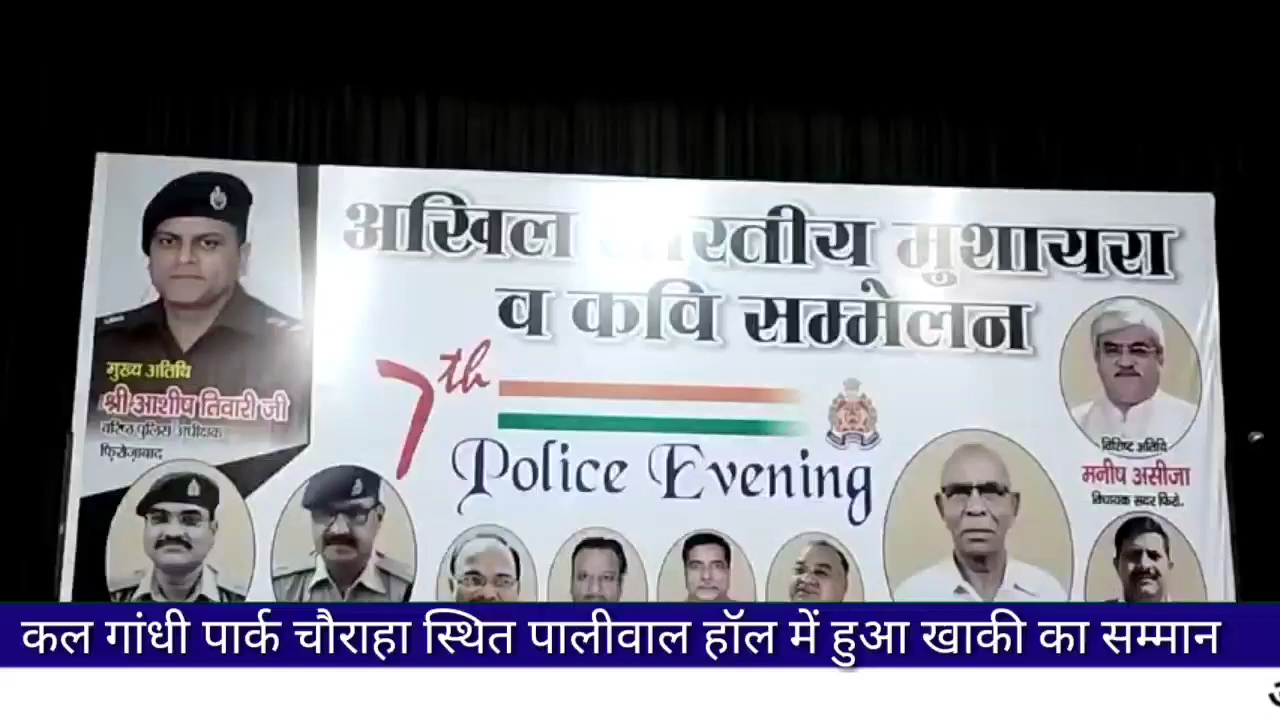 अखिल भारतीय मुशायरा
व कवि सम्मेलन
7th
Police Evening
मुख्य अतिथि
श्री आशीष तिवारी जी
वरिष्ठ पुलिस अधीक्षक
फ़िरोज़ाबाद
विशिष्ट अतिथि
मनीष असीजा
विधायक सदर फिरो.
कल गांधी पार्क चौराहा स्थित पालीवाल हॉल में हुआ खाकी का सम्मान